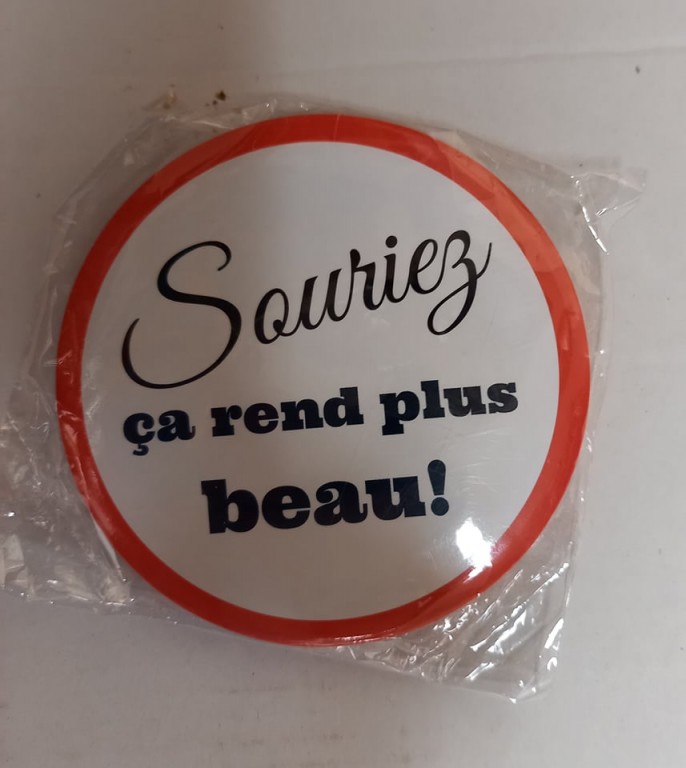 Souriez
ça rend plus
beau!